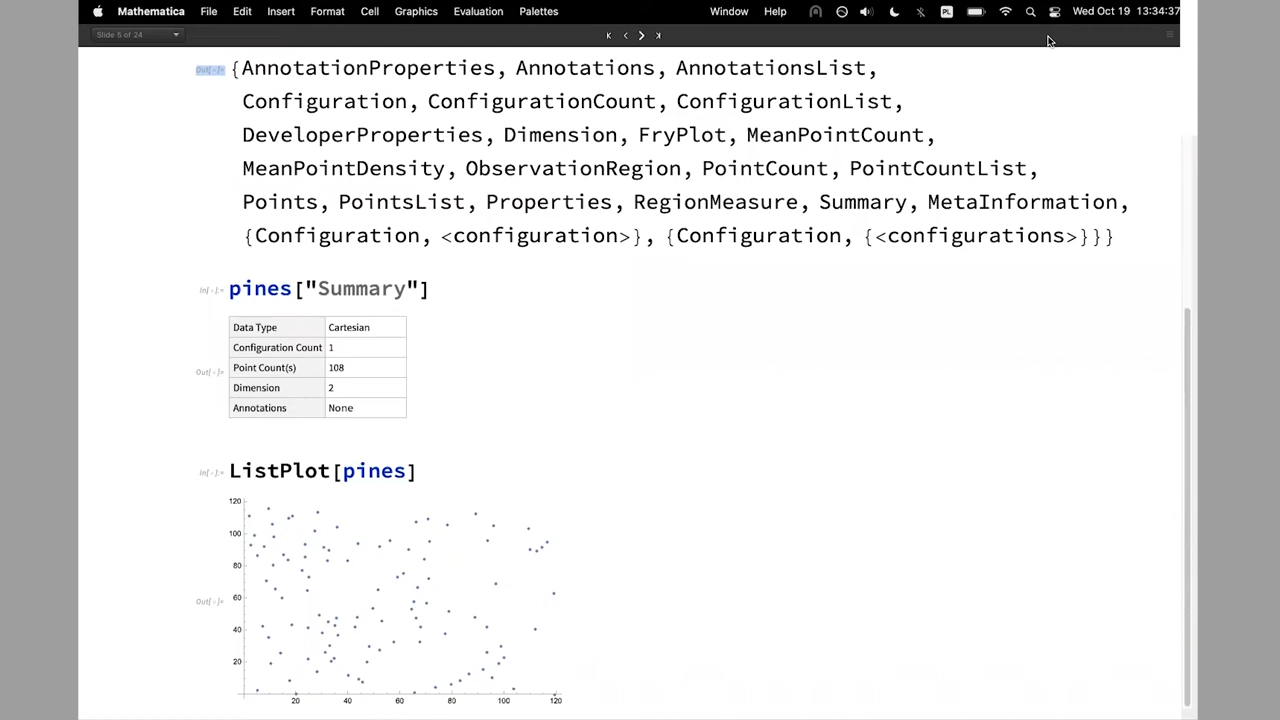 Mathematica File Edit Insert Format Cell Graphics Evaluation Palettes Window Help PL Wed Oct 19 13:34:37
Slide 5 of 24
Out[◦]= {AnnotationProperties, Annotations, AnnotationsList,
Configuration, ConfigurationCount, ConfigurationList,
DeveloperProperties, Dimension, FryPlot, MeanPointCount,
MeanPointDensity, ObservationRegion, PointCount, PointCountList,
Points, PointsList, Properties, RegionMeasure, Summary, MetaInformation,
{Configuration, <configuration>}, {Configuration, {<configurations>}}}
In[◦]:= pines["Summary"]
Data Type Cartesian
Configuration Count 1
Point Count(s) 108
Out[◦]=
Dimension 2
Annotations None
In[◦]:= ListPlot[pines]
120
100
80
60
Out[◦]=
40
20
20 40 60 80 100 120